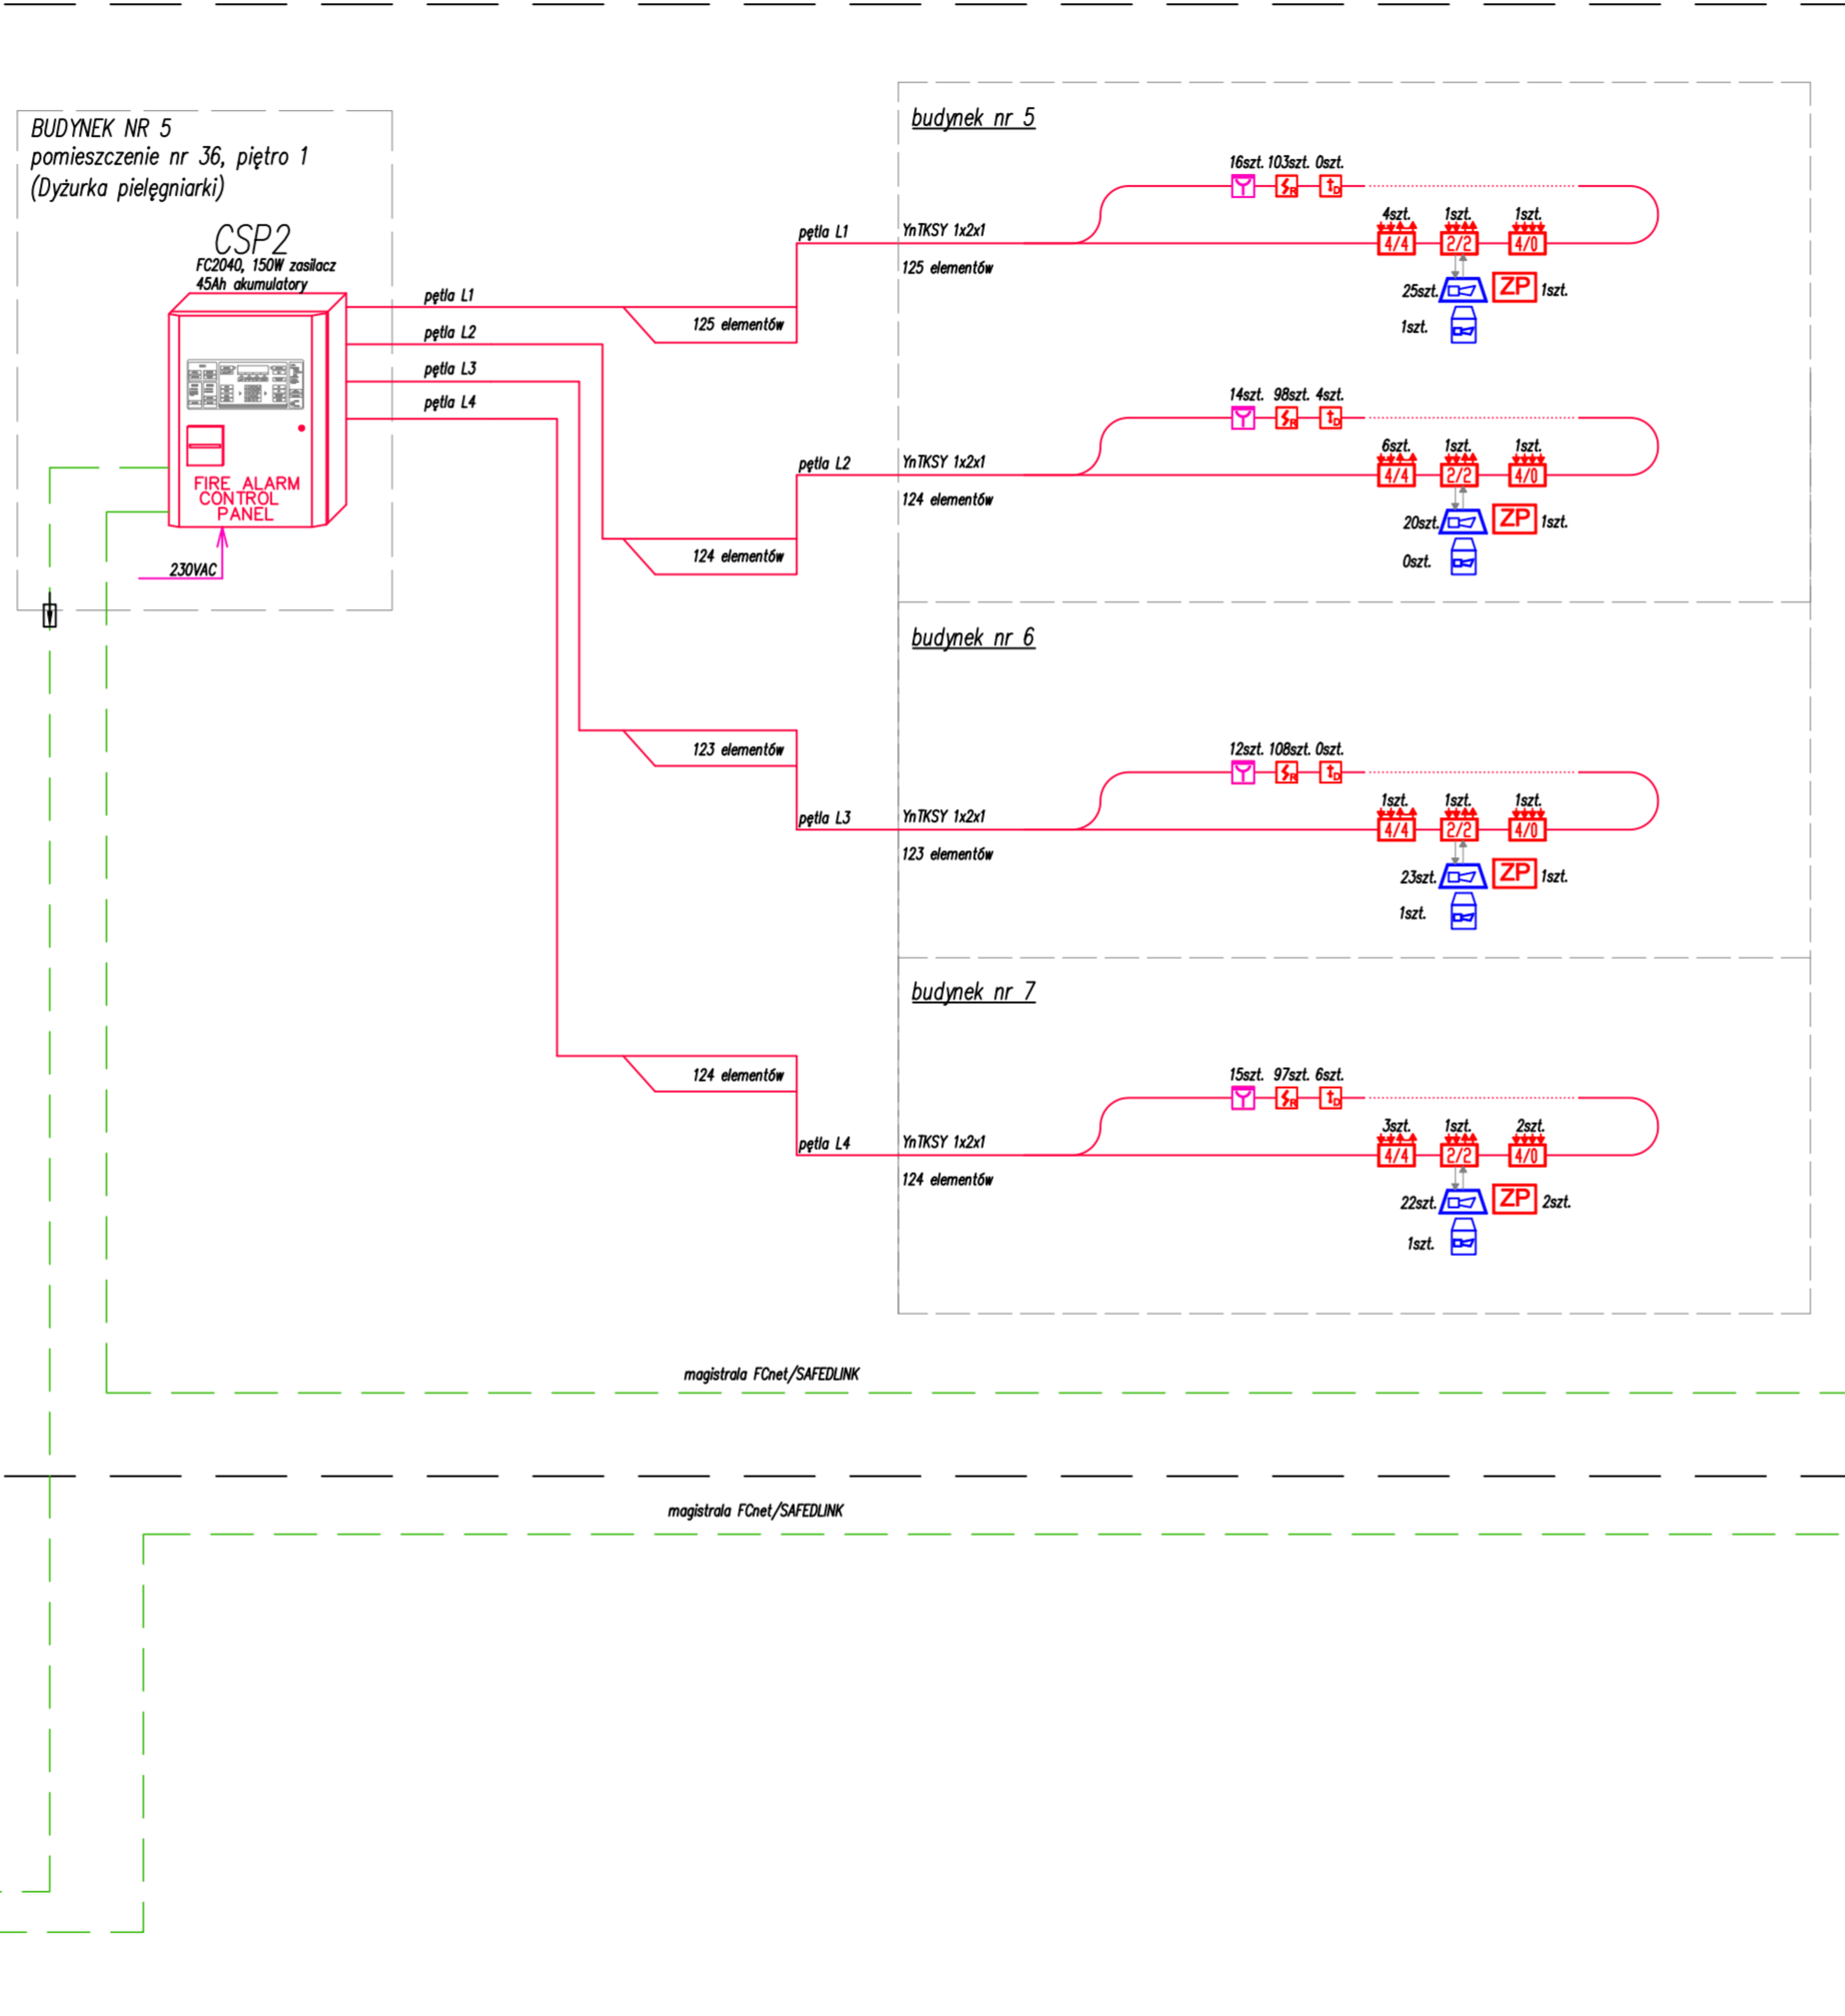 BUDYNEK NR 5
pomieszczenie nr 36, piętro 1
(Dyżurka pielęgniarki)
CSP2
FC2040, 150W zasilacz
45Ah akumulatory
FIRE ALARM
CONTROL
PANEL
230VAC
pętla L1
pętla L2
pętla L3
pętla L4
125 elementów
124 elementów
123 elementów
124 elementów
budynek nr 5
pętla L1 YnTKSY 1x2x1
125 elementów
16szt. 103szt. 0szt.
R D
4szt. 1szt. 1szt.
4/4 2/2 4/0
25szt. ZP 1szt.
1szt.
pętla L2 YnTKSY 1x2x1
124 elementów
14szt. 98szt. 4szt.
R D
6szt. 1szt. 1szt.
4/4 2/2 4/0
20szt. ZP 1szt.
0szt.
budynek nr 6
pętla L3 YnTKSY 1x2x1
123 elementów
12szt. 108szt. 0szt.
R D
1szt. 1szt. 1szt.
4/4 2/2 4/0
23szt. ZP 1szt.
1szt.
budynek nr 7
pętla L4 YnTKSY 1x2x1
124 elementów
15szt. 97szt. 6szt.
R D
3szt. 1szt. 2szt.
4/4 2/2 4/0
22szt. ZP 2szt.
1szt.
magistrala FCnet/SAFEDLINK
magistrala FCnet/SAFEDLINK